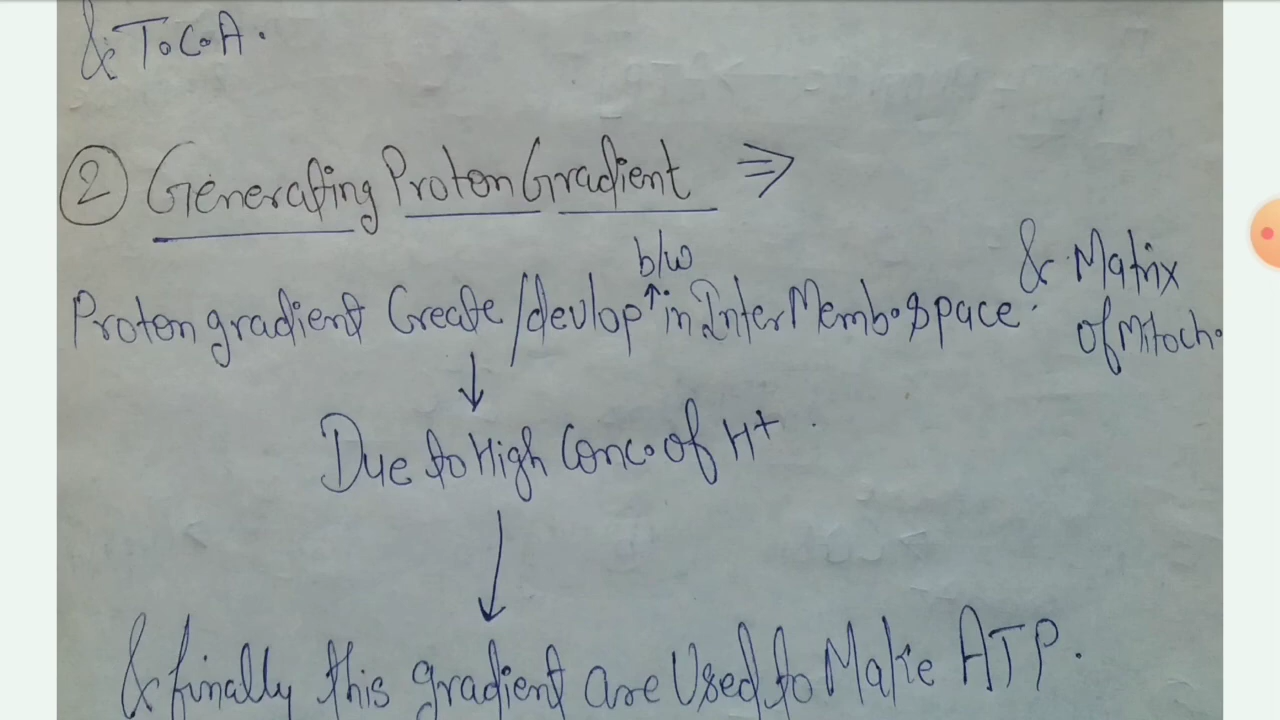 & T.C.A.
② Generating Proton Gradient ⇒
b/w
Proton gradient Create/devlop ↑ in Inter Memb. space & Matrix
of Mitoch.
↓
Due to High Conc. of H+
↓
& finally this gradient are Used to Make ATP.